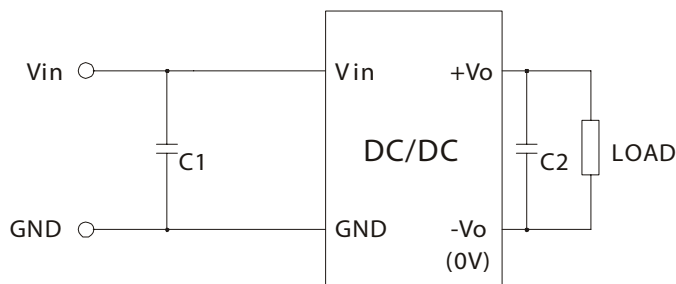 Vin
Vin
+Vo
C1
DC/DC
C2
LOAD
GND
GND
-Vo
(0V)